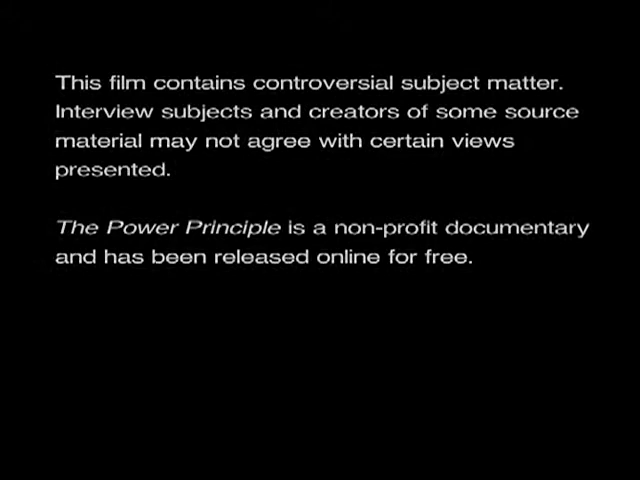 This film contains controversial subject matter.
Interview subjects and creators of some source
material may not agree with certain views
presented.
The Power Principle is a non-profit documentary
and has been released online for free.